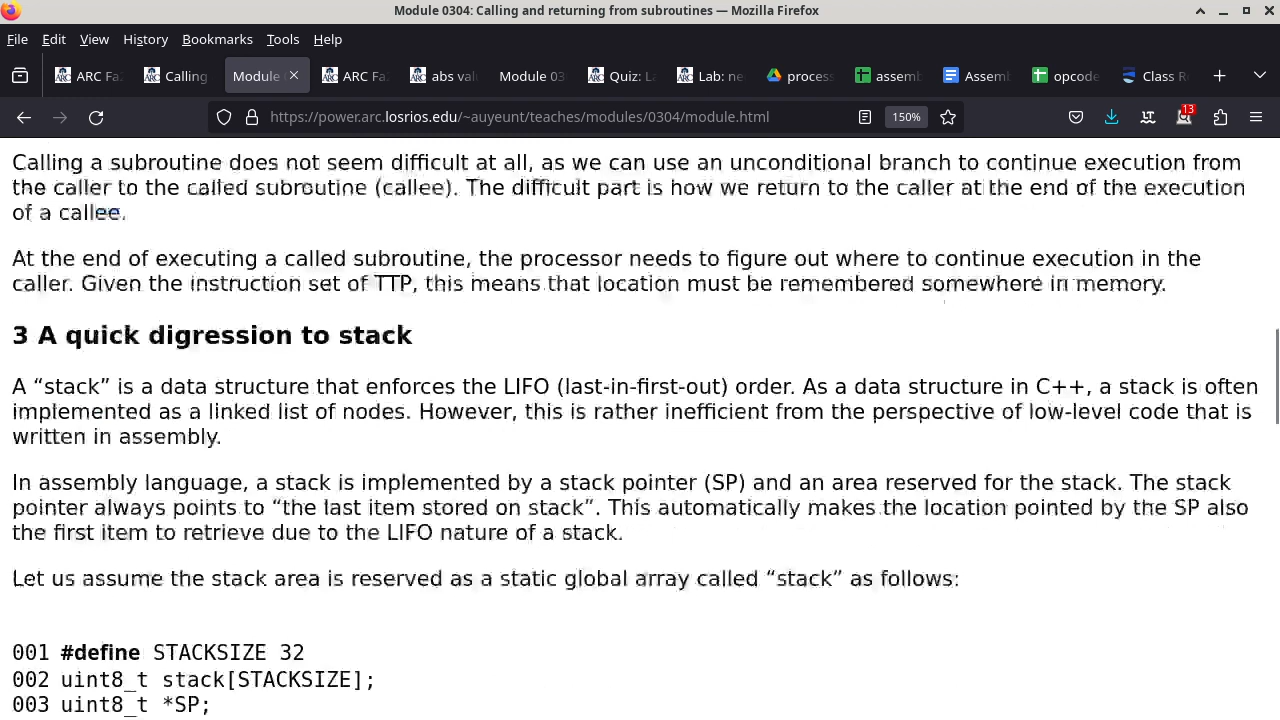 Module 0304: Calling and returning from subroutines — Mozilla Firefox
File Edit View History Bookmarks Tools Help
ARC Fa Calling Module ARC Fa abs val Module 03 Quiz: L Lab: ne process assemb Assem opcode Class R
https://power.arc.losrios.edu/~auyeunt/teaches/modules/0304/module.html 150% 13
Calling a subroutine does not seem difficult at all, as we can use an unconditional branch to continue execution from
the caller to the called subroutine (callee). The difficult part is how we return to the caller at the end of the execution
of a callee.
At the end of executing a called subroutine, the processor needs to figure out where to continue execution in the
caller. Given the instruction set of TTP, this means that location must be remembered somewhere in memory.
3 A quick digression to stack
A “stack” is a data structure that enforces the LIFO (last-in-first-out) order. As a data structure in C++, a stack is often
implemented as a linked list of nodes. However, this is rather inefficient from the perspective of low-level code that is
written in assembly.
In assembly language, a stack is implemented by a stack pointer (SP) and an area reserved for the stack. The stack
pointer always points to “the last item stored on stack”. This automatically makes the location pointed by the SP also
the first item to retrieve due to the LIFO nature of a stack.
Let us assume the stack area is reserved as a static global array called “stack” as follows:
001 #define STACKSIZE 32
002 uint8_t stack[STACKSIZE];
003 uint8_t *SP;